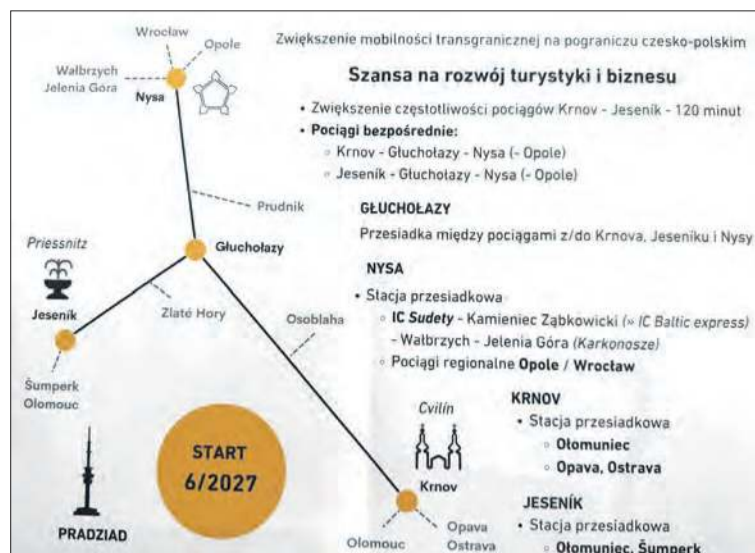 Wrocław
Opole
Wałbrzych
Jelenia Góra
Nysa
Prudnik
Priessnitz
Głuchołazy
Jeseník
Zlaté Hory
Osoblaha
Šumperk
Olomouc
START
6/2027
Cvilín
Krnov
PRADZIAD
Olomouc
Opava
Ostrava
Zwiększenie mobilności transgranicznej na pograniczu czesko-polskim
Szansa na rozwój turystyki i biznesu
• Zwiększenie częstotliwości pociągów Krnov - Jeseník - 120 minut
• Pociągi bezpośrednie:
◦ Krnov - Głuchołazy - Nysa (- Opole)
◦ Jeseník - Głuchołazy - Nysa (- Opole)
GŁUCHOŁAZY
Przesiadka między pociągami z/do Krnova, Jeseniku i Nysy
NYSA
• Stacja przesiadkowa
◦ IC Sudety - Kamieniec Ząbkowicki (» IC Baltic express)
- Wałbrzych - Jelenia Góra (Karkonosze)
◦ Pociągi regionalne Opole / Wrocław
KRNOV
• Stacja przesiadkowa
◦ Ołomuniec
◦ Opava, Ostrava
JESENÍK
• Stacja przesiadkowa
◦ Ołomuniec, Šumperk